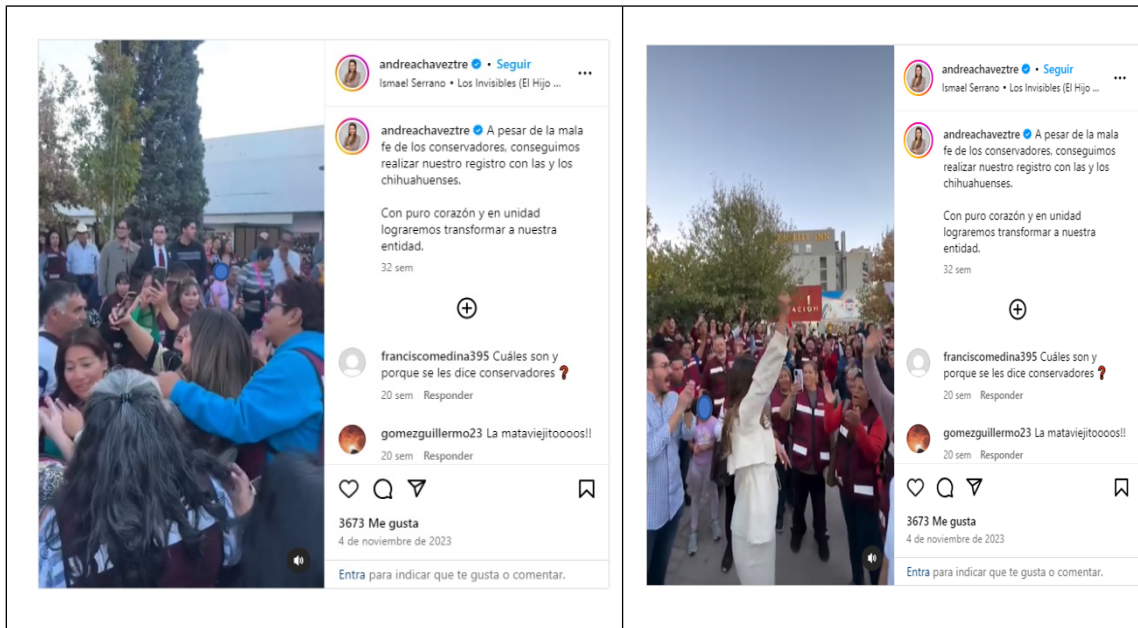 andreachaveztre • Seguir
Ismael Serrano • Los Invisibles (El Hijo ...
andreachaveztre A pesar de la mala
fe de los conservadores, conseguimos
realizar nuestro registro con las y los
chihuahuenses.
Con puro corazón y en unidad
lograremos transformar a nuestra
entidad.
32 sem
franciscomedina395 Cuáles son y
porque se les dice conservadores ❓
20 sem Responder
gomezguillermo23 La mataviejitoooos!!
20 sem Responder
3673 Me gusta
4 de noviembre de 2023
Entra para indicar que te gusta o comentar.
andreachaveztre • Seguir
Ismael Serrano • Los Invisibles (El Hijo ...
andreachaveztre A pesar de la mala
fe de los conservadores, conseguimos
realizar nuestro registro con las y los
chihuahuenses.
Con puro corazón y en unidad
lograremos transformar a nuestra
entidad.
32 sem
franciscomedina395 Cuáles son y
porque se les dice conservadores ❓
20 sem Responder
gomezguillermo23 La mataviejitoooos!!
20 sem Responder
3673 Me gusta
4 de noviembre de 2023
Entra para indicar que te gusta o comentar.